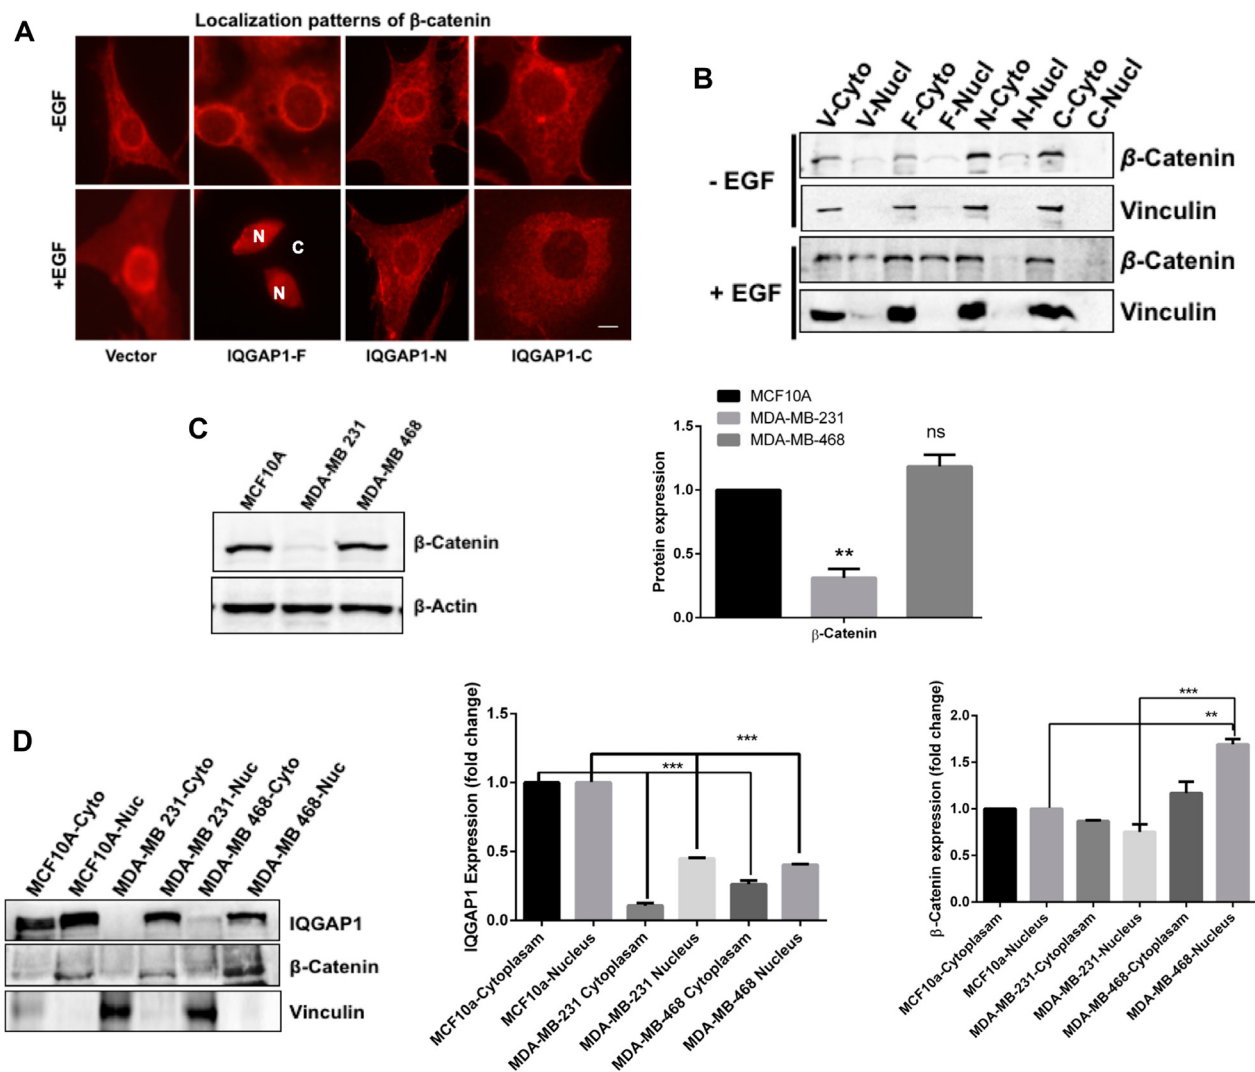 A
Localization patterns of β-catenin
-EGF
+EGF
N
C
N
Vector
IQGAP1-F
IQGAP1-N
IQGAP1-C
B
V-Cyto
V-Nucl
F-Cyto
F-Nucl
N-Cyto
N-Nucl
C-Cyto
C-Nucl
- EGF
β-Catenin
Vinculin
+ EGF
β-Catenin
Vinculin
C
MCF10A
MDA-MB 231
MDA-MB 468
β-Catenin
β-Actin
MCF10A
MDA-MB-231
MDA-MB-468
Protein expression
1.5
1.0
0.5
0.0
**
ns
β-Catenin
D
MCF10A-Cyto
MCF10A-Nuc
MDA-MB 231-Cyto
MDA-MB 231-Nuc
MDA-MB 468-Cyto
MDA-MB 468-Nuc
IQGAP1
β-Catenin
Vinculin
IQGAP1 Expression (fold change)
1.5
1.0
0.5
0.0
***
***
MCF10a-Cytoplasam
MCF10a-Nucleus
MDA-MB-231 Cytoplasam
MDA-MB-231 Nucleus
MDA-MB-468 Cytoplasam
MDA-MB-468 Nucleus
β-Catenin expression (fold change)
2.0
1.5
1.0
0.5
0.0
***
**
MCF10a-Cytoplasam
MCF10a-Nucleus
MDA-MB-231-Cytoplasam
MDA-MB-231-Nucleus
MDA-MB-468-Cytoplasam
MDA-MB-468-Nucleus